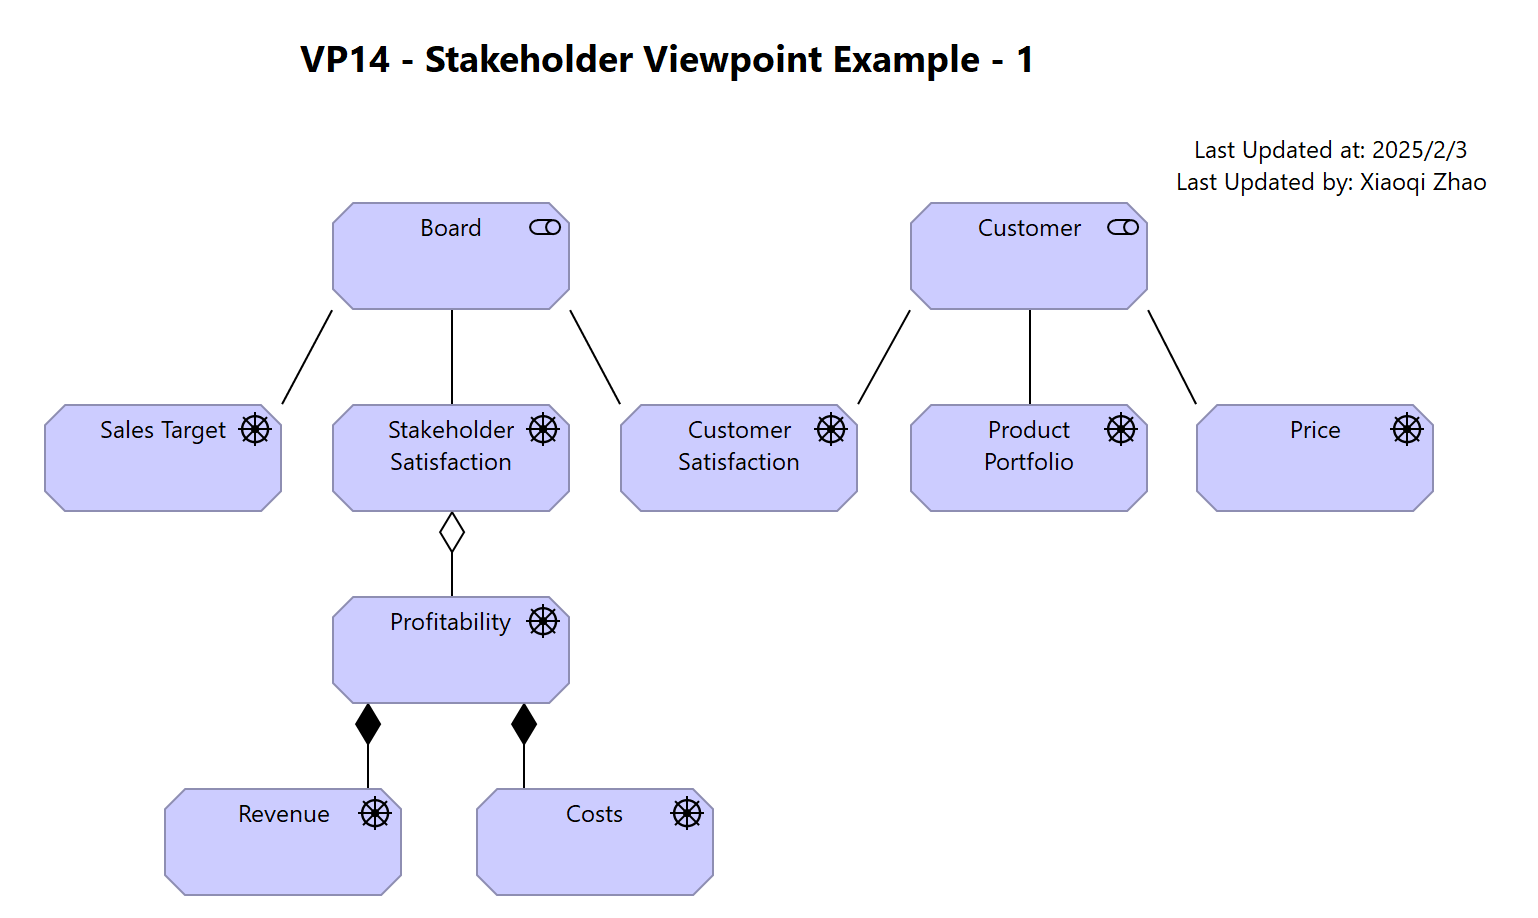 VP14 - Stakeholder Viewpoint Example - 1
Last Updated at: 2025/2/3
Last Updated by: Xiaoqi Zhao
Board
Customer
Sales Target
Stakeholder
Satisfaction
Customer
Satisfaction
Product
Portfolio
Price
Profitability
Revenue
Costs